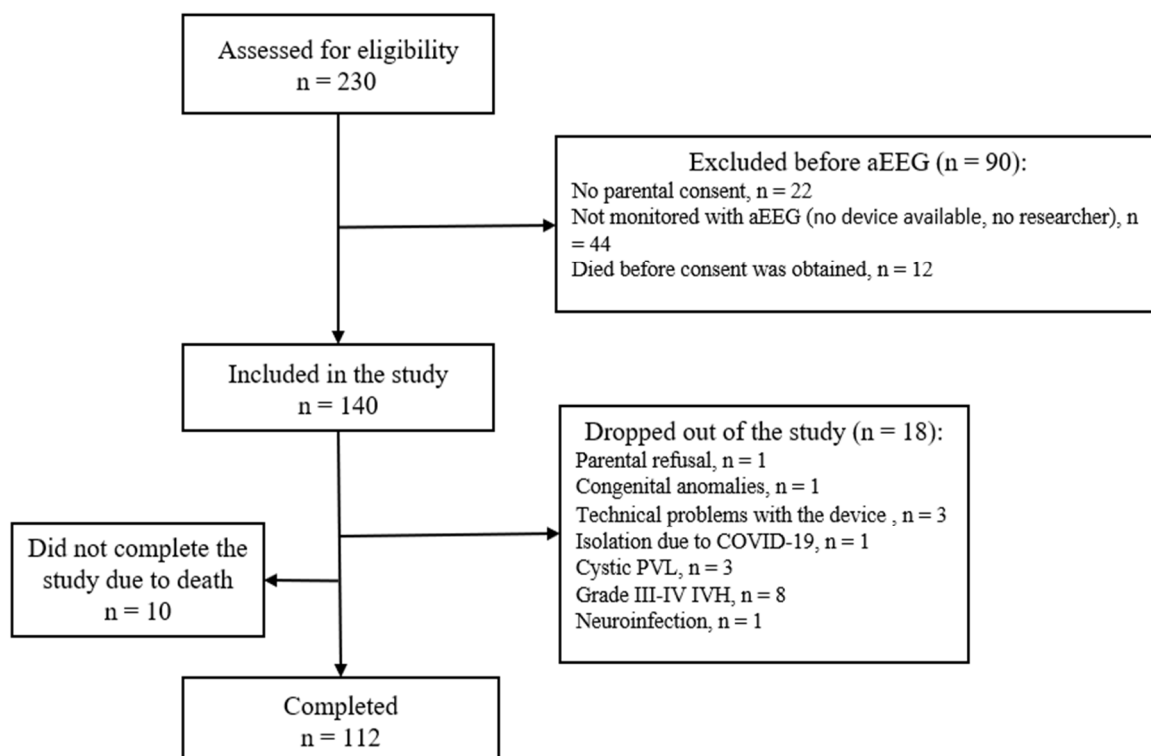 Assessed for eligibility
n = 230
Excluded before aEEG (n = 90):
No parental consent, n = 22
Not monitored with aEEG (no device available, no researcher), n
= 44
Died before consent was obtained, n = 12
Included in the study
n = 140
Dropped out of the study (n = 18):
Parental refusal, n = 1
Congenital anomalies, n = 1
Technical problems with the device , n = 3
Isolation due to COVID-19, n = 1
Cystic PVL, n = 3
Grade III-IV IVH, n = 8
Neuroinfection, n = 1
Did not complete the
study due to death
n = 10
Completed
n = 112